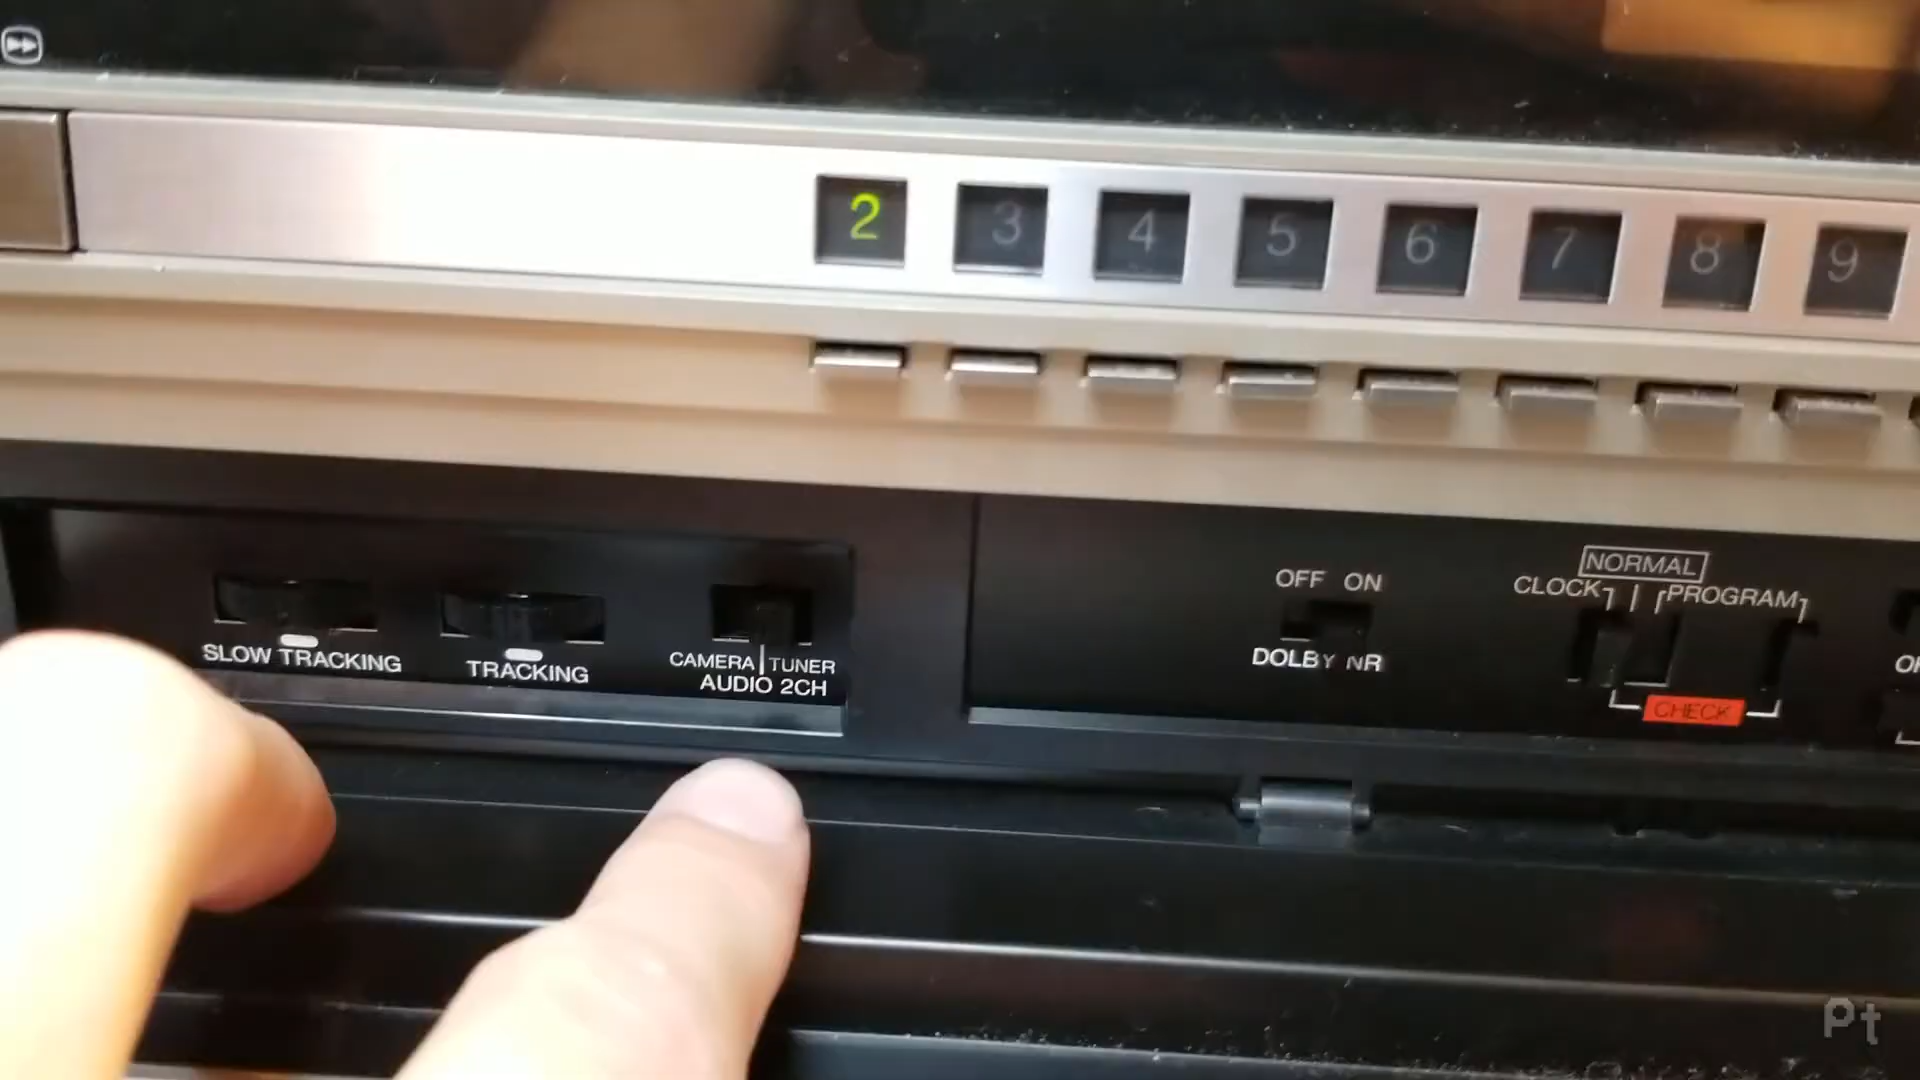 2 3 4 5 6 7 8 9
SLOW TRACKING
TRACKING
CAMERA | TUNER
AUDIO 2CH
OFF ON
DOLBY NR
NORMAL
CLOCK PROGRAM
CHECK
Pt